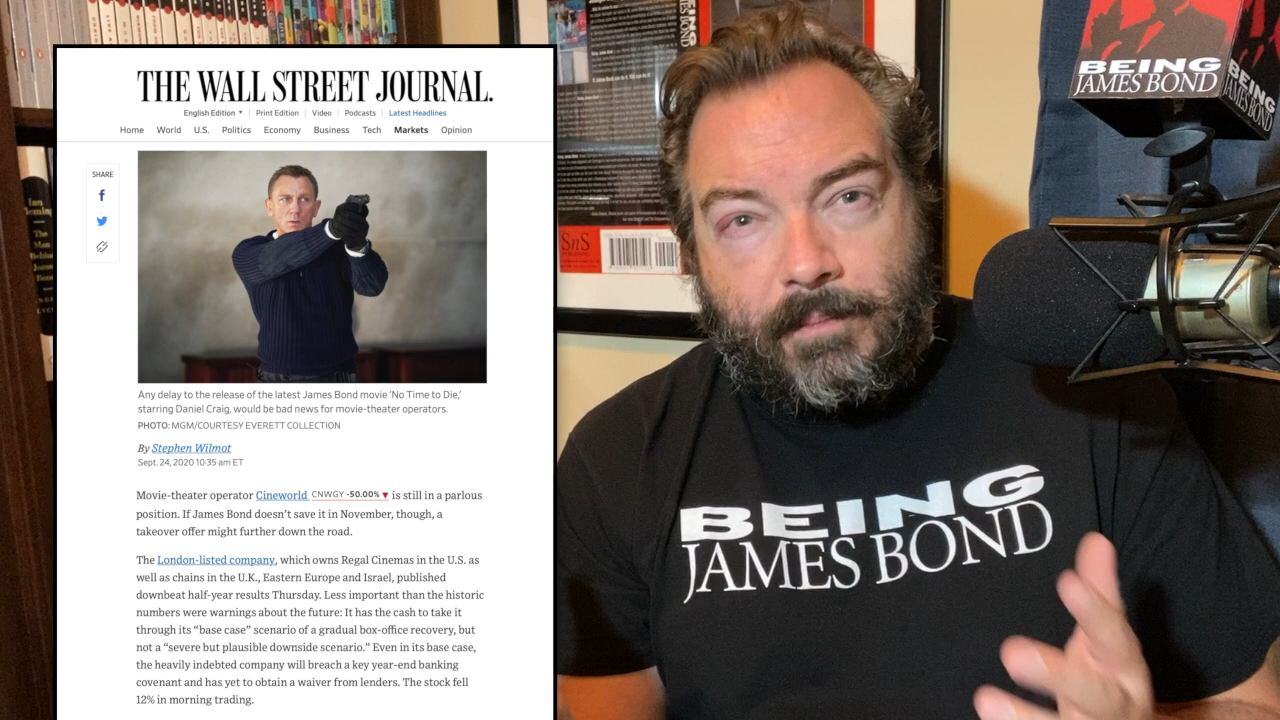 THE WALL STREET JOURNAL.
English Edition Print Edition Video Podcasts Latest Headlines
Home World U.S. Politics Economy Business Tech Markets Opinion
SHARE
Any delay to the release of the latest James Bond movie ‘No Time to Die,’
starring Daniel Craig, would be bad news for movie-theater operators.
PHOTO: MGM/COURTESY EVERETT COLLECTION
By Stephen Wilmot
Sept. 24, 2020 10:35 am ET
Movie-theater operator Cineworld CNWGY -50.00% is still in a parlous
position. If James Bond doesn’t save it in November, though, a
takeover offer might further down the road.
The London-listed company, which owns Regal Cinemas in the U.S. as
well as chains in the U.K., Eastern Europe and Israel, published
downbeat half-year results Thursday. Less important than the historic
numbers were warnings about the future: It has the cash to take it
through its “base case” scenario of a gradual box-office recovery, but
not a “severe but plausible downside scenario.” Even in its base case,
the heavily indebted company will breach a key year-end banking
covenant and has yet to obtain a waiver from lenders. The stock fell
12% in morning trading.
SnS
BEING
JAMES BOND
BEING
JAMES BOND
BEING
JAMES BOND